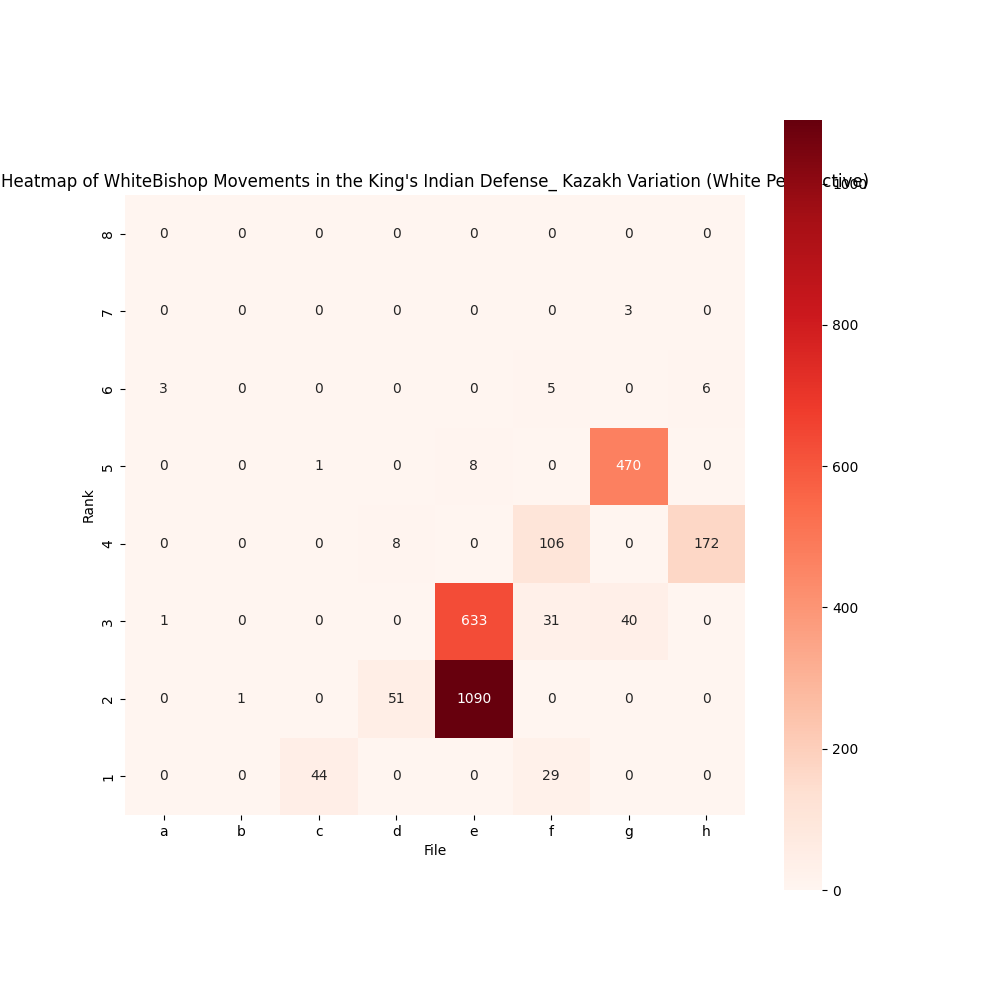 Heatmap of WhiteBishop Movements in the King's Indian Defense_ Kazakh Variation (White Pe ctive)
1000
8 0 0 0 0 0 0 0 0
7 0 0 0 0 0 0 3 0
800
6 3 0 0 0 0 5 0 6
5 0 0 1 0 8 0 470 0
600
Rank
4 0 0 0 8 0 106 0 172
3 1 0 0 0 633 31 40 0
400
2 0 1 0 51 1090 0 0 0
200
1 0 0 44 0 0 29 0 0
a b c d e f g h
File
0